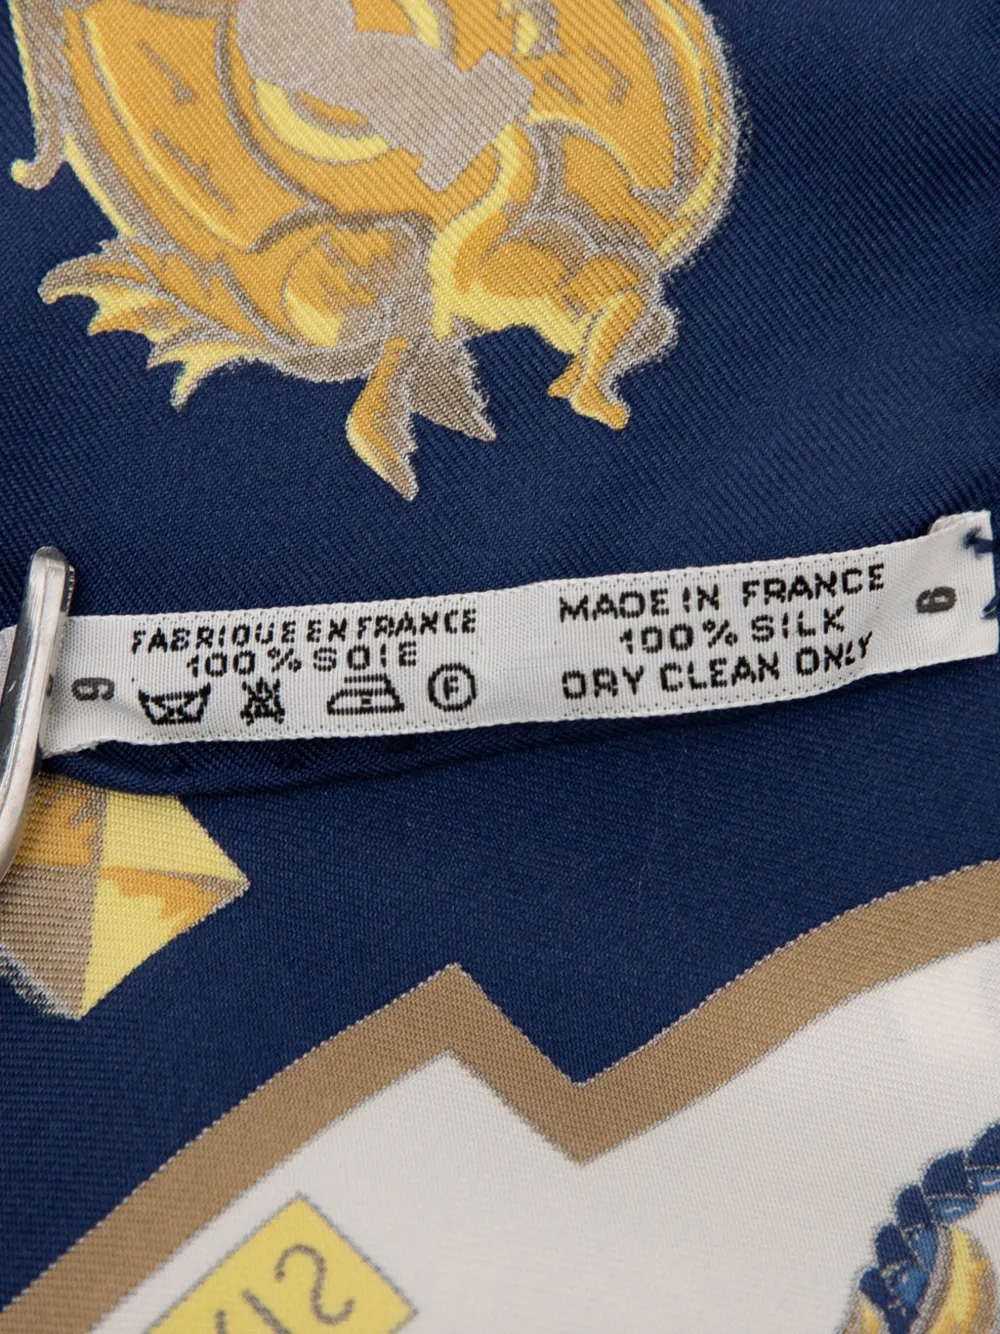 FABRIQUE EN FRANCE
100% SOIE
F
MADE IN FRANCE
100% SILK
DRY CLEAN ONLY